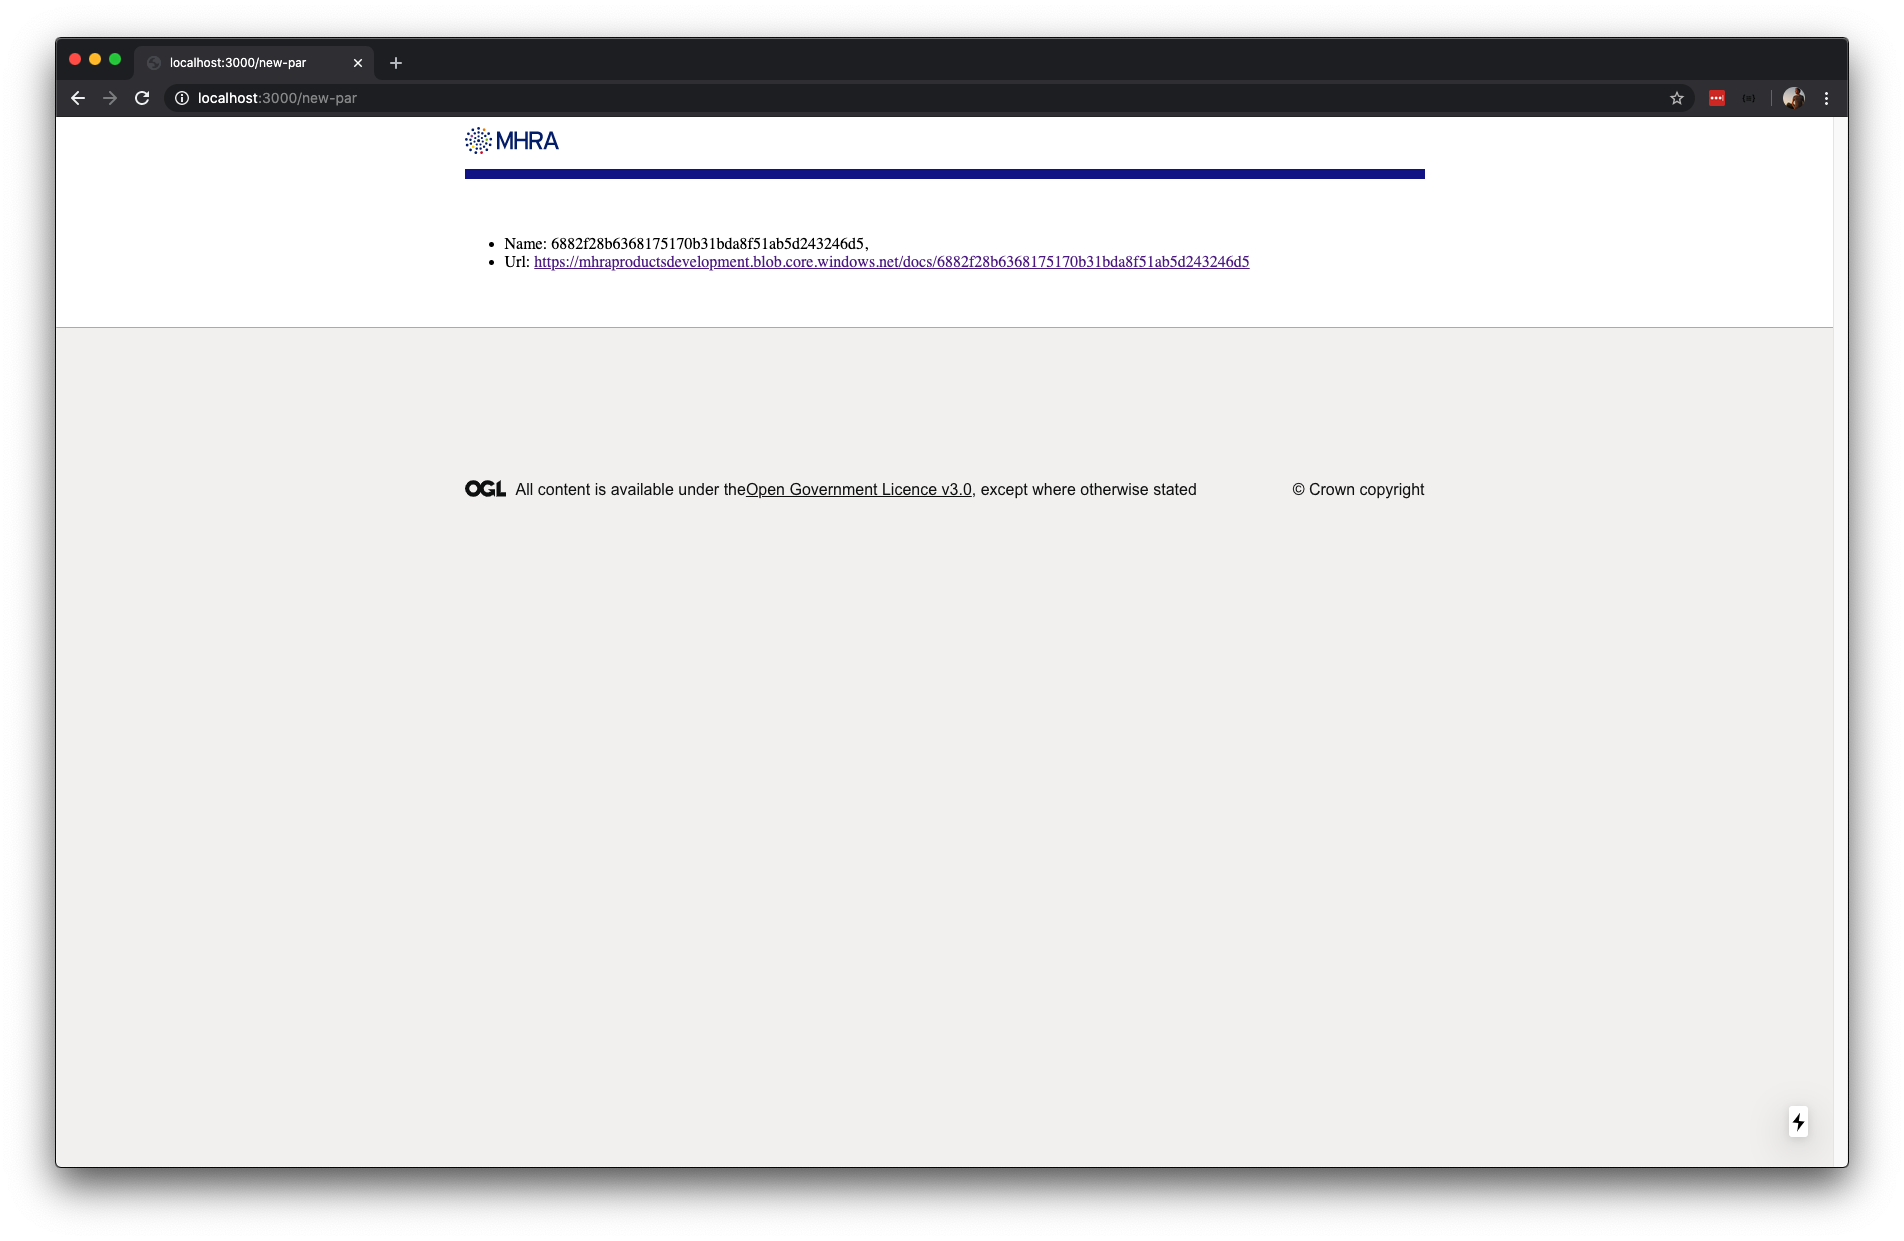 localhost:3000/new-par
localhost:3000/new-par
MHRA
Name: 6882f28b6368175170b31bda8f51ab5d243246d5,
Url: https://mhraproductsdevelopment.blob.core.windows.net/docs/6882f28b6368175170b31bda8f51ab5d243246d5
OGL All content is available under theOpen Government Licence v3.0, except where otherwise stated © Crown copyright